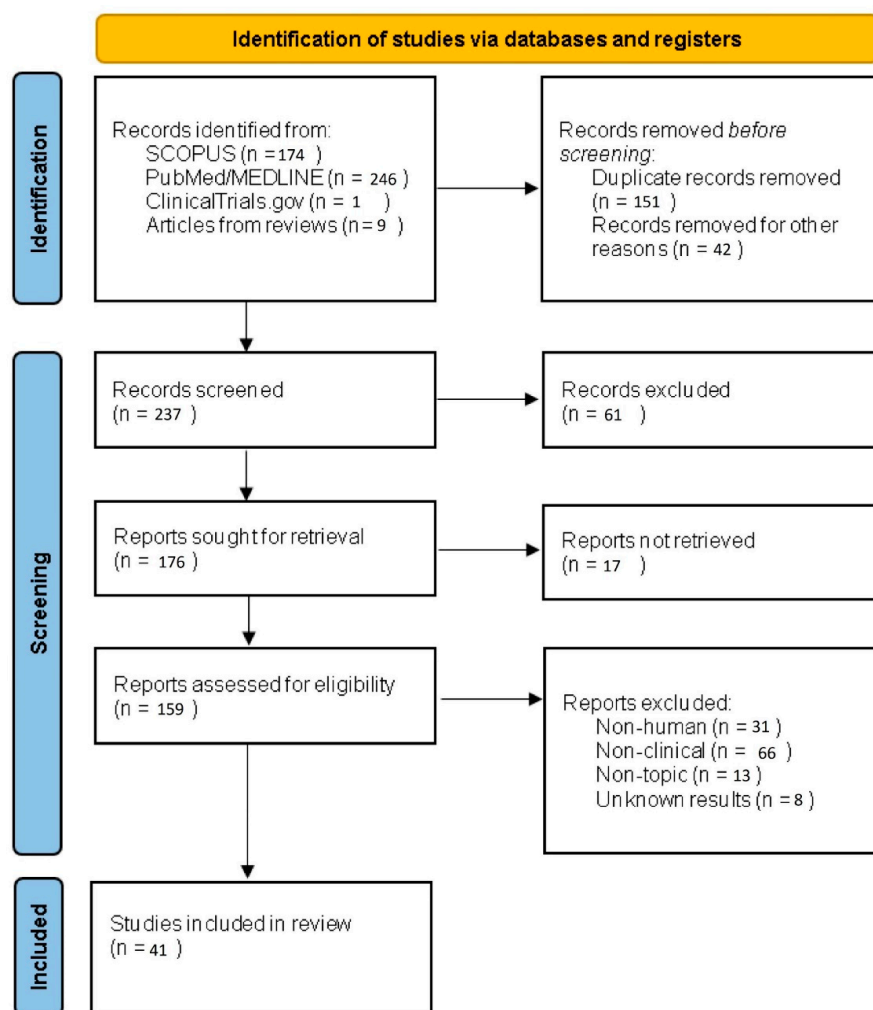 Identification of studies via databases and registers
Identification
Records identified from:
SCOPUS (n = 174 )
PubMed/MEDLINE (n = 246)
ClinicalTrials.gov (n = 1 )
Articles from reviews (n= 9 )
Records removed before
screening:
Duplicate records removed
(n = 151)
Records removed for other
reasons (n = 42)
Screening
Records screened
(n = 237 )
Records excluded
(n = 61 )
Reports sought for retrieval
(n = 176 )
Reports not retrieved
(n = 17 )
Reports assessed for eligibility
(n = 159 )
Reports excluded:
Non-human (n = 31 )
Non-clinical (n = 66 )
Non-topic (n = 13 )
Unknown results (n = 8 )
Included
Studies included in review
(n = 41 )